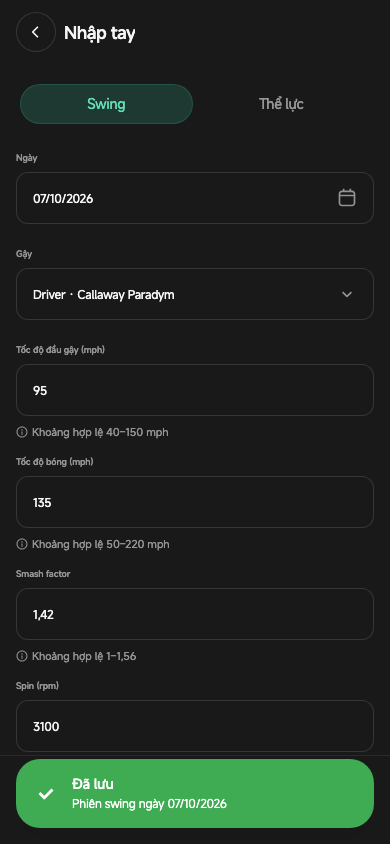 Nhập tay
Swing
Thể lực
Ngày
07/10/2026
Gậy
Driver · Callaway Paradym
Tốc độ đầu gậy (mph)
95
Khoảng hợp lệ 40–150 mph
Tốc độ bóng (mph)
135
Khoảng hợp lệ 50–220 mph
Smash factor
1,42
Khoảng hợp lệ 1–1,56
Spin (rpm)
3100
Đã lưu
Phiên swing ngày 07/10/2026